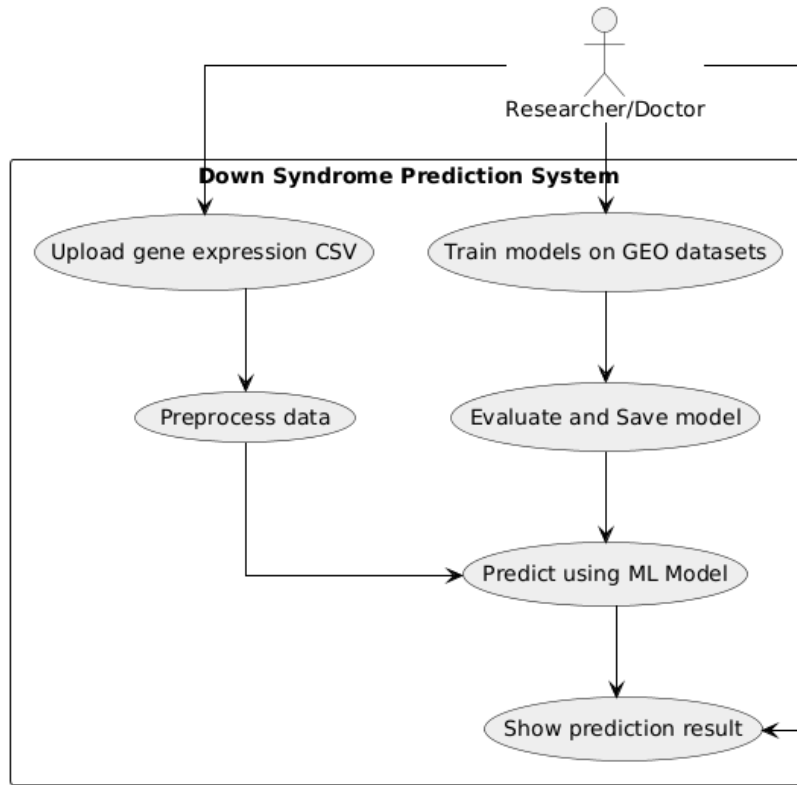 Researcher/Doctor
Down Syndrome Prediction System
Upload gene expression CSV
Train models on GEO datasets
Preprocess data
Evaluate and Save model
Predict using ML Model
Show prediction result